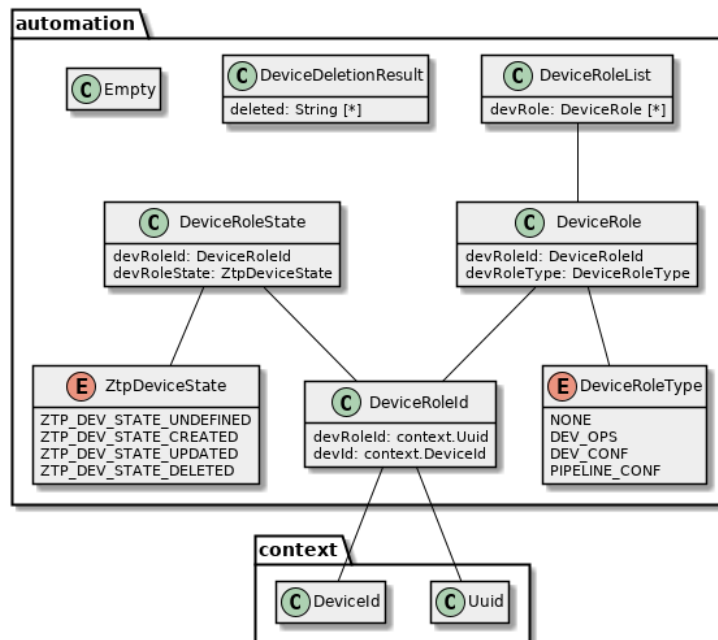 automation
C Empty
C DeviceDeletionResult
deleted: String [*]
C DeviceRoleList
devRole: DeviceRole [*]
C DeviceRoleState
devRoleId: DeviceRoleId
devRoleState: ZtpDeviceState
C DeviceRole
devRoleId: DeviceRoleId
devRoleType: DeviceRoleType
E ZtpDeviceState
ZTP_DEV_STATE_UNDEFINED
ZTP_DEV_STATE_CREATED
ZTP_DEV_STATE_UPDATED
ZTP_DEV_STATE_DELETED
C DeviceRoleId
devRoleId: context.Uuid
devId: context.DeviceId
E DeviceRoleType
NONE
DEV_OPS
DEV_CONF
PIPELINE_CONF
context
C DeviceId
C Uuid